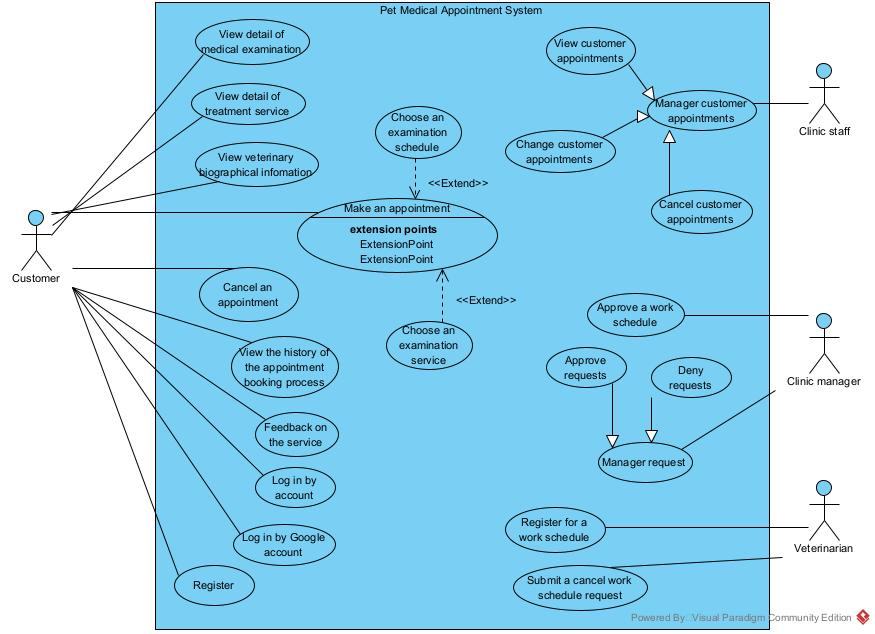 Pet Medical Appointment System
View detail of
medical examination
View detail of
treatment service
View veterinary
biographical infomation
Choose an
examination
schedule
<<Extend>>
Make an appointment
extension points
ExtensionPoint
ExtensionPoint
<<Extend>>
Choose an
examination
service
Customer
Cancel an
appointment
View the history of
the appointment
booking process
Feedback on
the service
Log in by
account
Log in by Google
account
Register
View customer
appointments
Manager customer
appointments
Change customer
appointments
Cancel customer
appointments
Clinic staff
Approve a work
schedule
Approve
requests
Deny
requests
Manager request
Clinic manager
Register for a
work schedule
Submit a cancel work
schedule request
Veterinarian
Powered By Visual Paradigm Community Edition